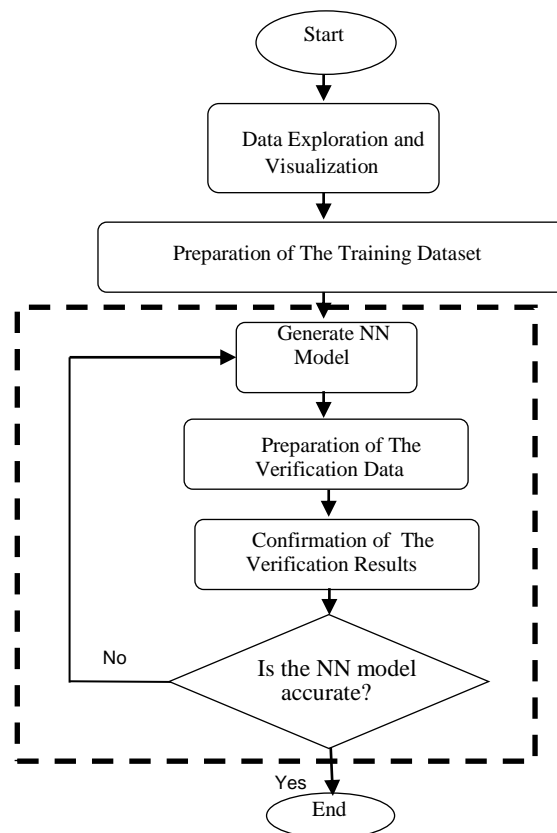 Start
Data Exploration and
Visualization
Preparation of The Training Dataset
Generate NN
Model
Preparation of The
Verification Data
Confirmation of The
Verification Results
Is the NN model
accurate?
No
Yes
End